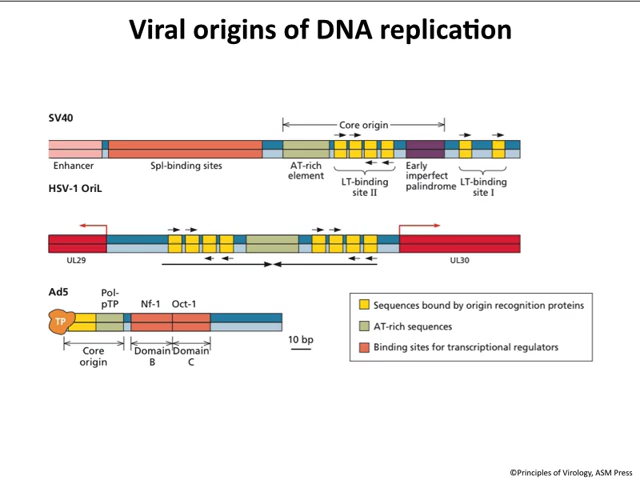 Viral origins of DNA replication
SV40
Core origin
Enhancer
SpI-binding sites
AT-rich
element
LT-binding
site II
Early
imperfect
palindrome
LT-binding
site I
HSV-1 OriL
UL29
UL30
Ad5
Pol-
pTP
Nf-1
Oct-1
TP
Core
origin
Domain
B
Domain
C
10 bp
Sequences bound by origin recognition proteins
AT-rich sequences
Binding sites for transcriptional regulators
©Principles of Virology, ASM Press